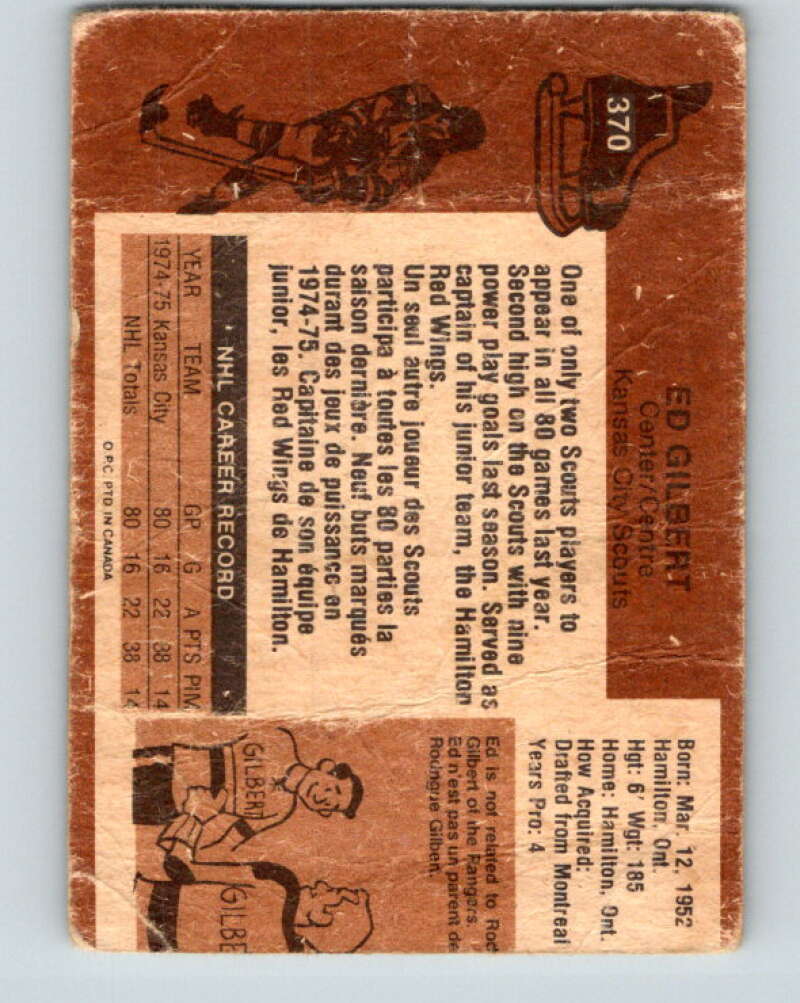 370
ED GILBERT
Center/Centre
Kansas City Scouts
One of only two Scouts players to
appear in all 80 games last year.
Second high on the Scouts with nine
power play goals last season. Served as
captain of his junior team, the Hamilton
Red Wings.
Un seul autre joueur des Scouts
participa à toutes les 80 parties la
saison dernière. Neuf buts marqués
durant des jeux de puissance en
1974-75. Capitaine de son équipe
junior, les Red Wings de Hamilton.
Born: Mar. 12, 1952
Hamilton, Ont.
Hgt: 6' Wgt: 185
Home: Hamilton, Ont.
How Acquired:
Drafted from Montreal
Years Pro: 4
· NHL CAREER RECORD ·
YEAR TEAM GP G A PTS PIM
1974-75 Kansas City 80 16 22 38 14
NHL Totals 80 16 22 38 14
O.P.C. PTD IN CANADA
Ed is not related to Rod
Gilbert of the Rangers.
Ed n'est pas un parent de
Rodrigue Gilbert.
GILBERT
GILBE